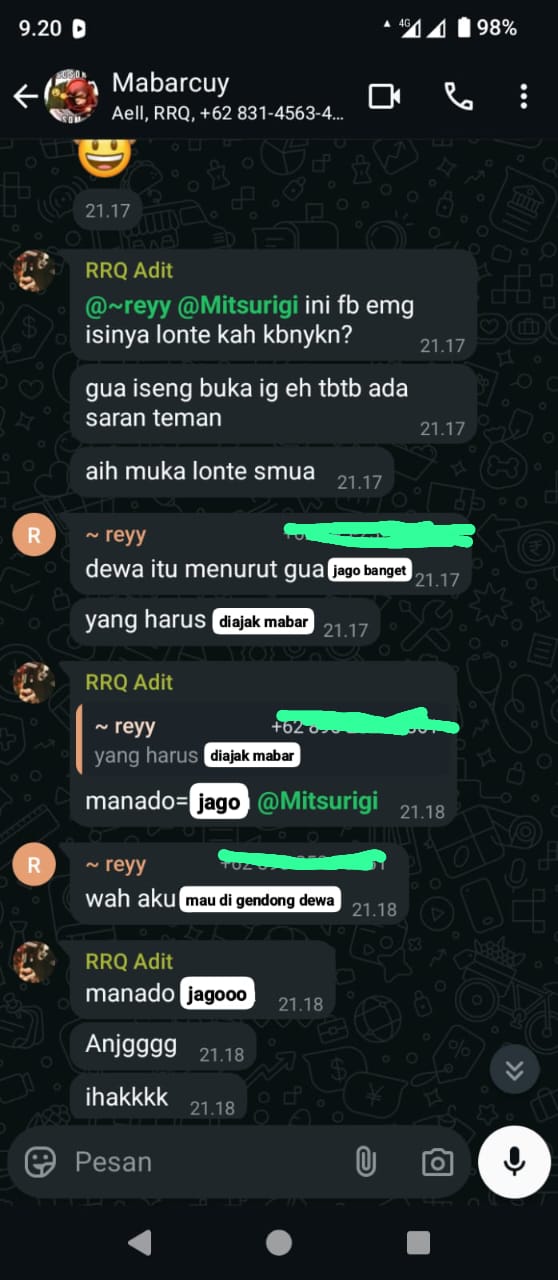 9.20
4G
98%
Mabarcuy
Aell, RRQ, +62 831-4563-4...
21.17
RRQ Adit
@~reyy @Mitsurigi ini fb emg
isinya lonte kah kbnykn?
21.17
gua iseng buka ig eh tbtb ada
saran teman
21.17
aih muka lonte smua 21.17
R
~ reyy
dewa itu menurut gua jago banget 21.17
yang harus diajak mabar 21.17
RRQ Adit
~ reyy +62
yang harus diajak mabar
manado=jago @Mitsurigi 21.18
R
~ reyy
wah aku mau di gendong dewa 21.18
RRQ Adit
manado jagooo 21.18
Anjgggg 21.18
ihakkkk 21.18
Pesan